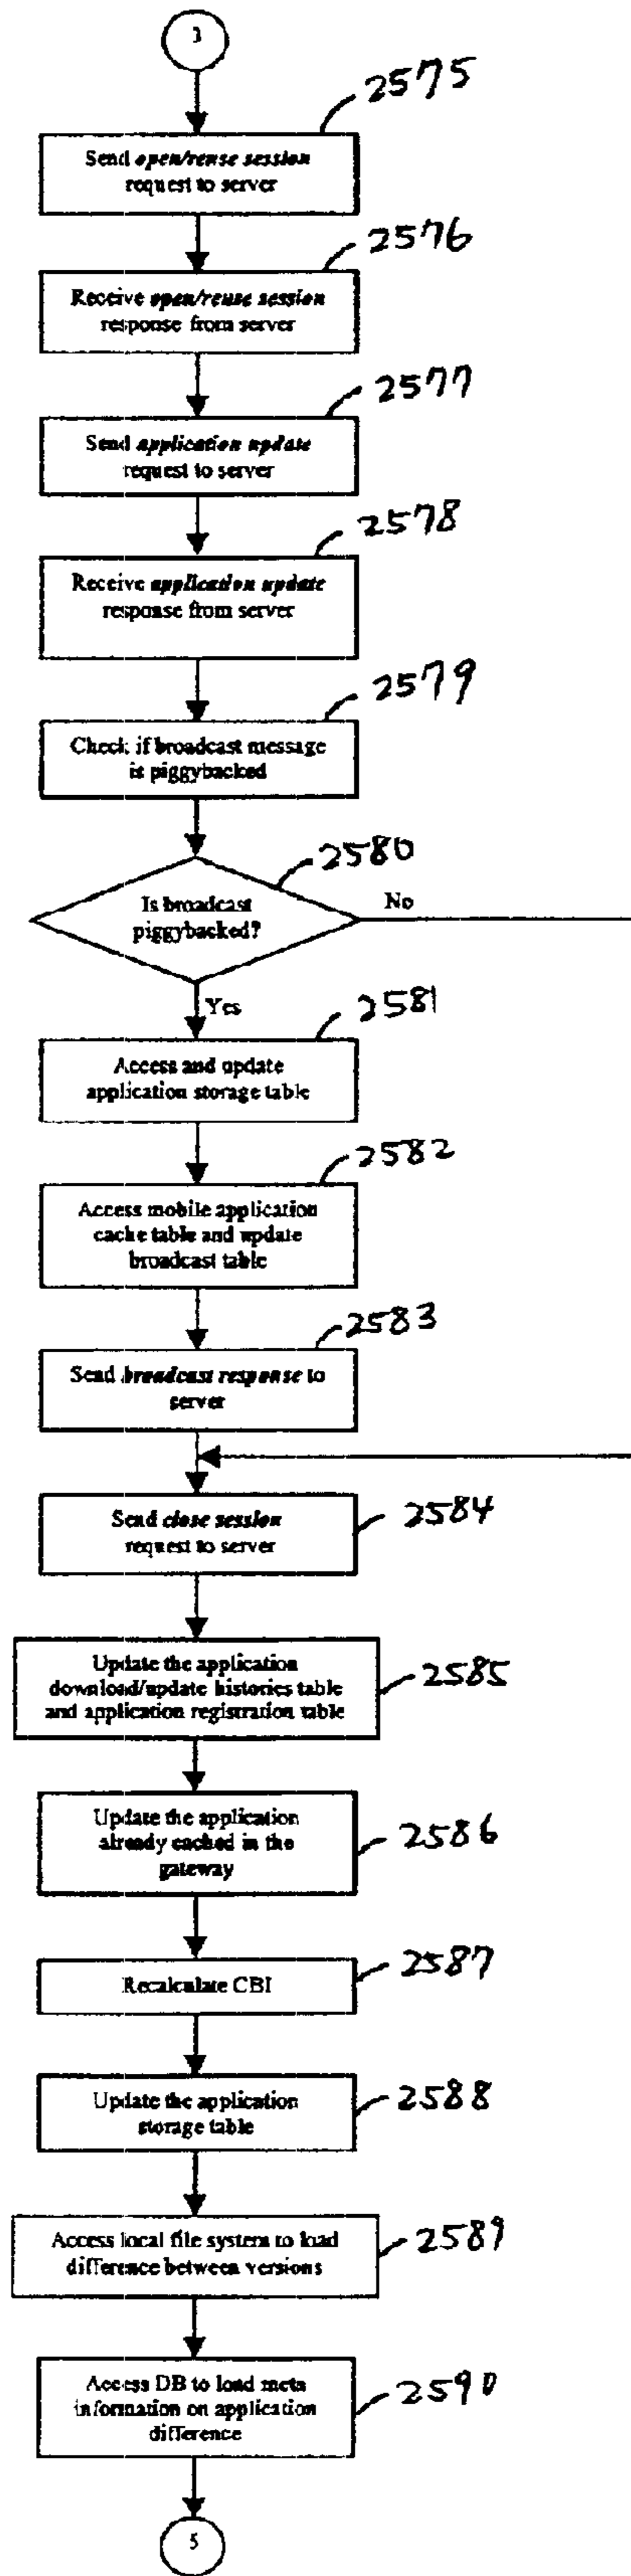 3
2575
Send open/reuse session
request to server
2576
Receive open/reuse session
response from server
2577
Send application update
request to server
2578
Receive application update
response from server
2579
Check if broadcast message
is piggybacked
2580
Is broadcast
piggybacked?
No
Yes
2581
Access and update
application storage table
2582
Access mobile application
cache table and update
broadcast table
2583
Send broadcast response to
server
2584
Send close session
request to server
2585
Update the application
download/update histories table
and application registration table
2586
Update the application
already cached in the
gateway
2587
Recalculate CBI
2588
Update the application
storage table
2589
Access local file system to load
difference between versions
2590
Access DB to load meta
information on application
difference
5